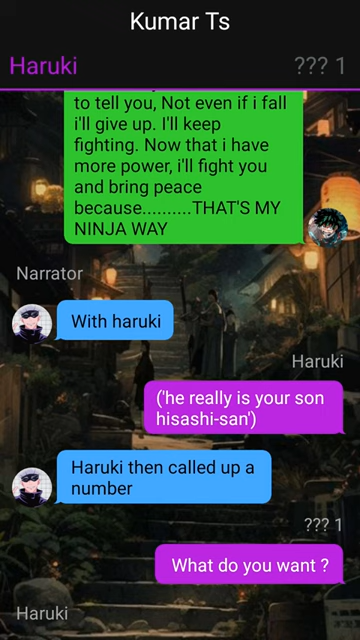 Kumar Ts
Haruki
??? 1
to tell you, Not even if i fall
i'll give up. I'll keep
fighting. Now that i have
more power, i'll fight you
and bring peace
because..........THAT'S MY
NINJA WAY
Narrator
With haruki
Haruki
('he really is your son
hisashi-san')
Haruki then called up a
number
??? 1
What do you want ?
Haruki